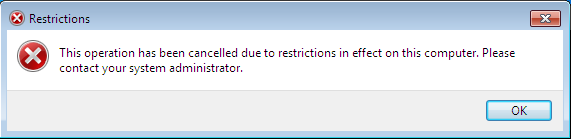 Restrictions
This operation has been cancelled due to restrictions in effect on this computer. Please
contact your system administrator.
OK